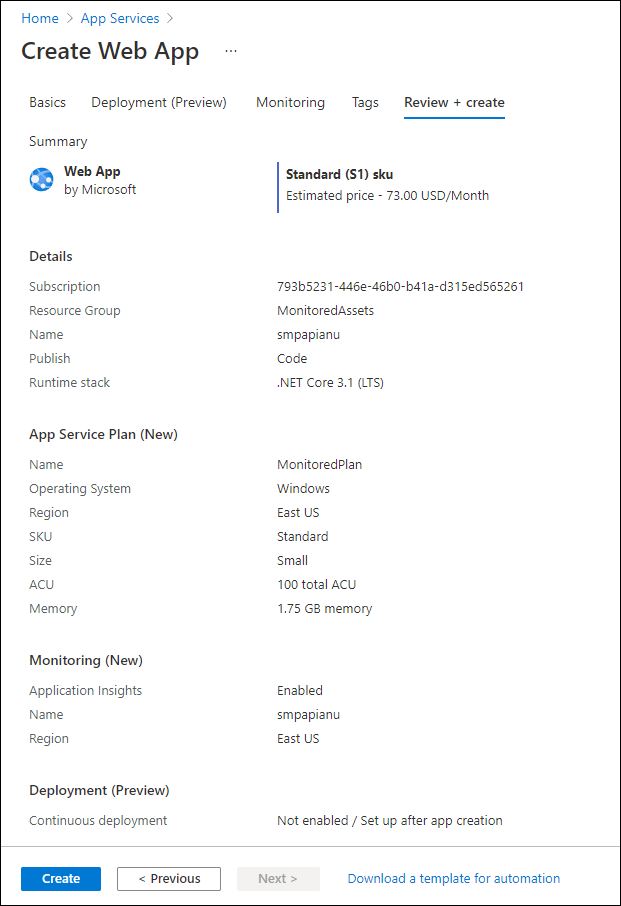 Home > App Services >
Create Web App ...
Basics Deployment (Preview) Monitoring Tags Review + create
Summary
Web App
by Microsoft
Standard (S1) sku
Estimated price - 73.00 USD/Month
Details
Subscription 793b5231-446e-46b0-b41a-d315ed565261
Resource Group MonitoredAssets
Name smpapianu
Publish Code
Runtime stack .NET Core 3.1 (LTS)
App Service Plan (New)
Name MonitoredPlan
Operating System Windows
Region East US
SKU Standard
Size Small
ACU 100 total ACU
Memory 1.75 GB memory
Monitoring (New)
Application Insights Enabled
Name smpapianu
Region East US
Deployment (Preview)
Continuous deployment Not enabled / Set up after app creation
Create < Previous Next > Download a template for automation